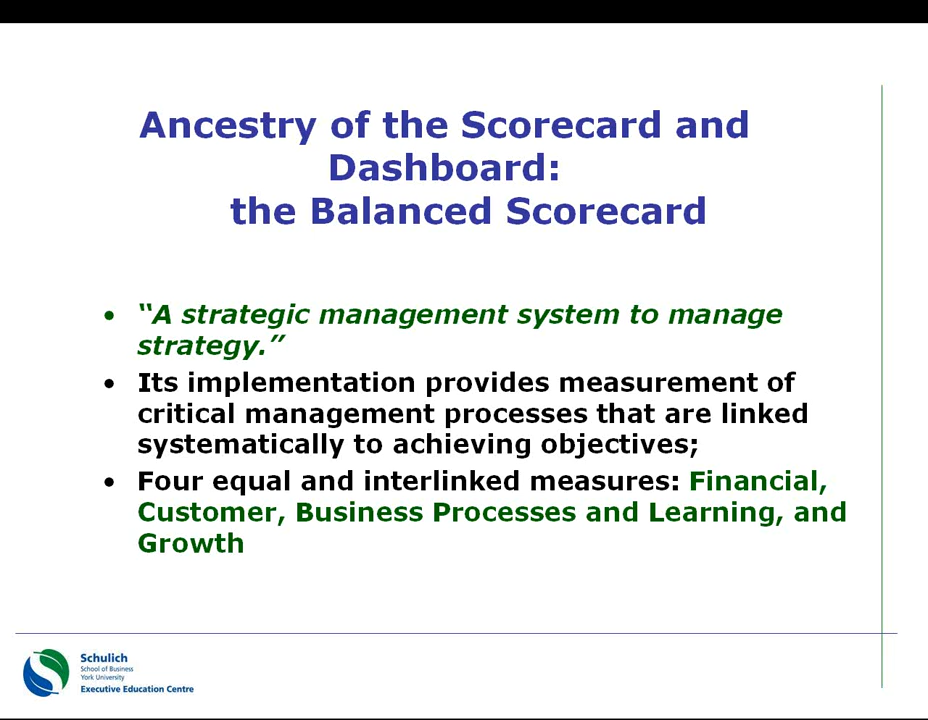 Ancestry of the Scorecard and
Dashboard:
the Balanced Scorecard
• “A strategic management system to manage
strategy.”
• Its implementation provides measurement of
critical management processes that are linked
systematically to achieving objectives;
• Four equal and interlinked measures: Financial,
Customer, Business Processes and Learning, and
Growth
Schulich
School of Business
York University
Executive Education Centre